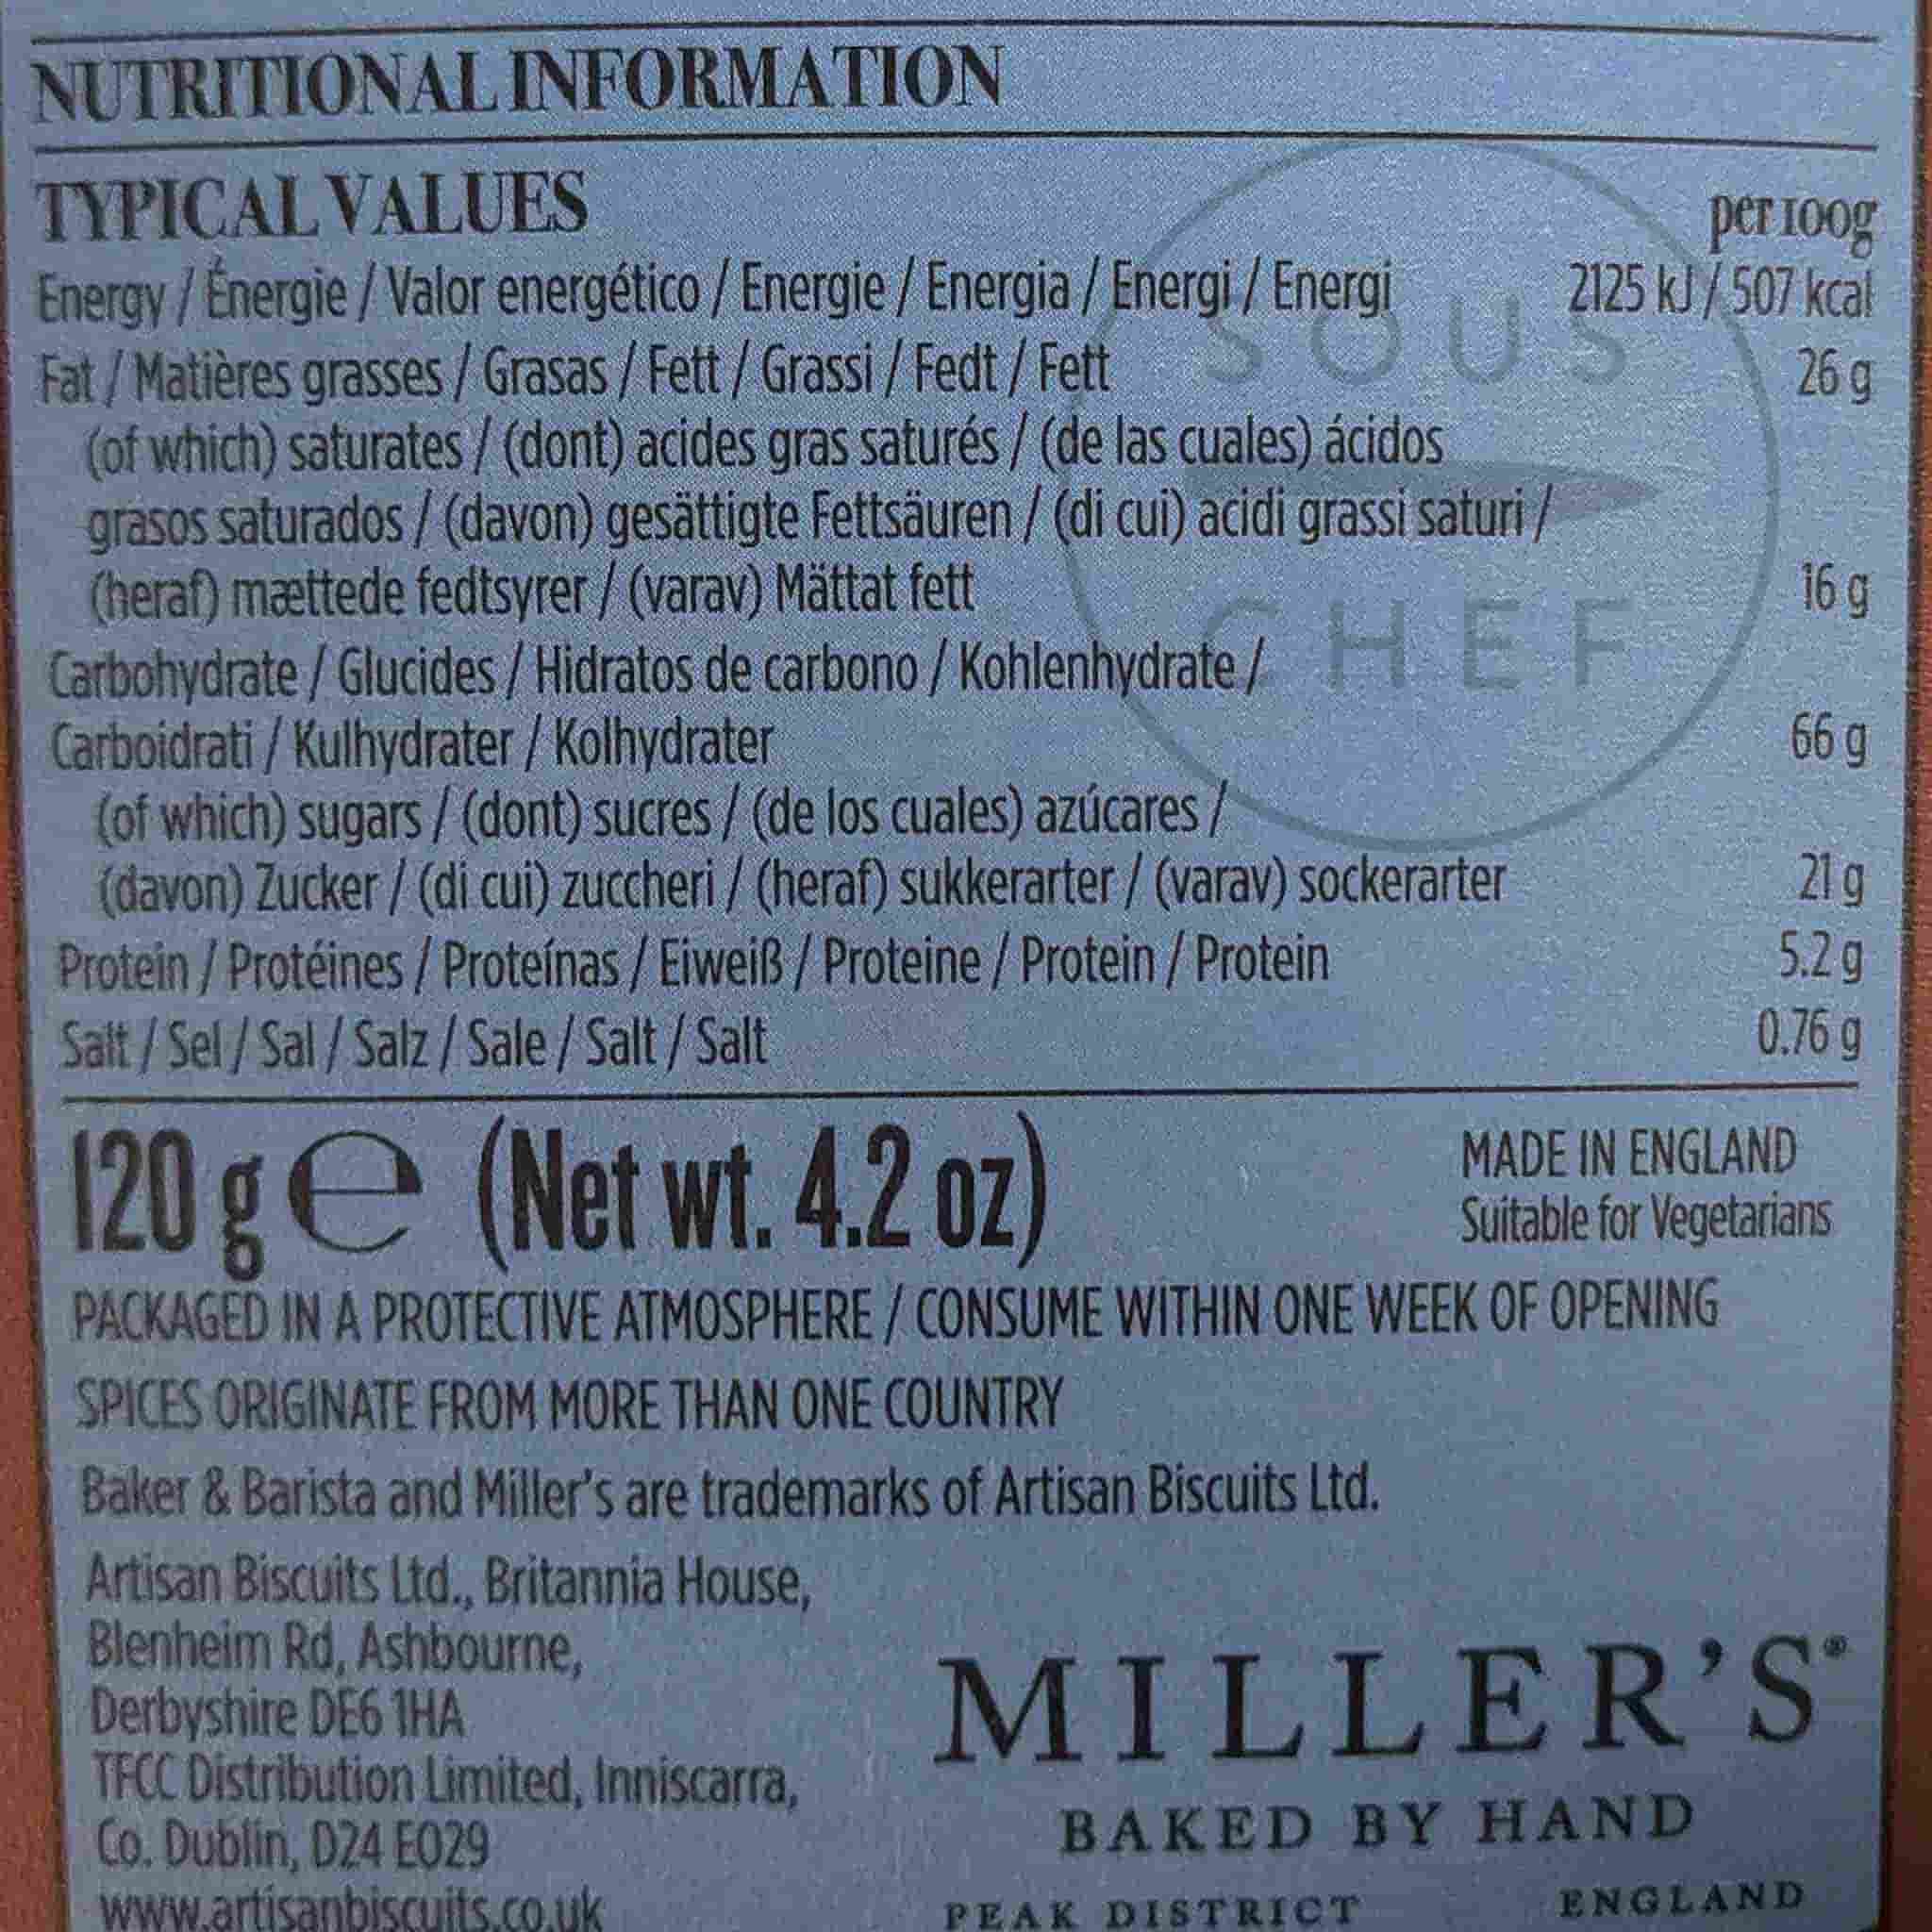 NUTRITIONAL INFORMATION
TYPICAL VALUES per 100g
Energy / Énergie / Valor energético / Energie / Energia / Energi / Energi 2125 kJ / 507 kcal
Fat / Matières grasses / Grasas / Fett / Grassi / Fedt / Fett 26 g
(of which) saturates / (dont) acides gras saturés / (de las cuales) ácidos
grasos saturados / (davon) gesättigte Fettsäuren / (di cui) acidi grassi saturi /
(heraf) mættede fedtsyrer / (varav) Mättat fett 16 g
Carbohydrate / Glucides / Hidratos de carbono / Kohlenhydrate /
Carboidrati / Kulhydrater / Kolhydrater 66 g
(of which) sugars / (dont) sucres / (de los cuales) azúcares /
(davon) Zucker / (di cui) zuccheri / (heraf) sukkerarter / (varav) sockerarter 21 g
Protein / Protéines / Proteínas / Eiweiß / Proteine / Protein / Protein 5.2 g
Salt / Sel / Sal / Salz / Sale / Salt / Salt 0.76 g
SOUS
CHEF
120 g e (Net wt. 4.2 oz)
MADE IN ENGLAND
Suitable for Vegetarians
PACKAGED IN A PROTECTIVE ATMOSPHERE / CONSUME WITHIN ONE WEEK OF OPENING
SPICES ORIGINATE FROM MORE THAN ONE COUNTRY
Baker & Barista and Miller's are trademarks of Artisan Biscuits Ltd.
Artisan Biscuits Ltd., Britannia House,
Blenheim Rd, Ashbourne,
Derbyshire DE6 1HA
TFCC Distribution Limited, Inniscarra,
Co. Dublin, D24 E029
www.artisanbiscuits.co.uk
MILLER'S®
BAKED BY HAND
PEAK DISTRICT ENGLAND